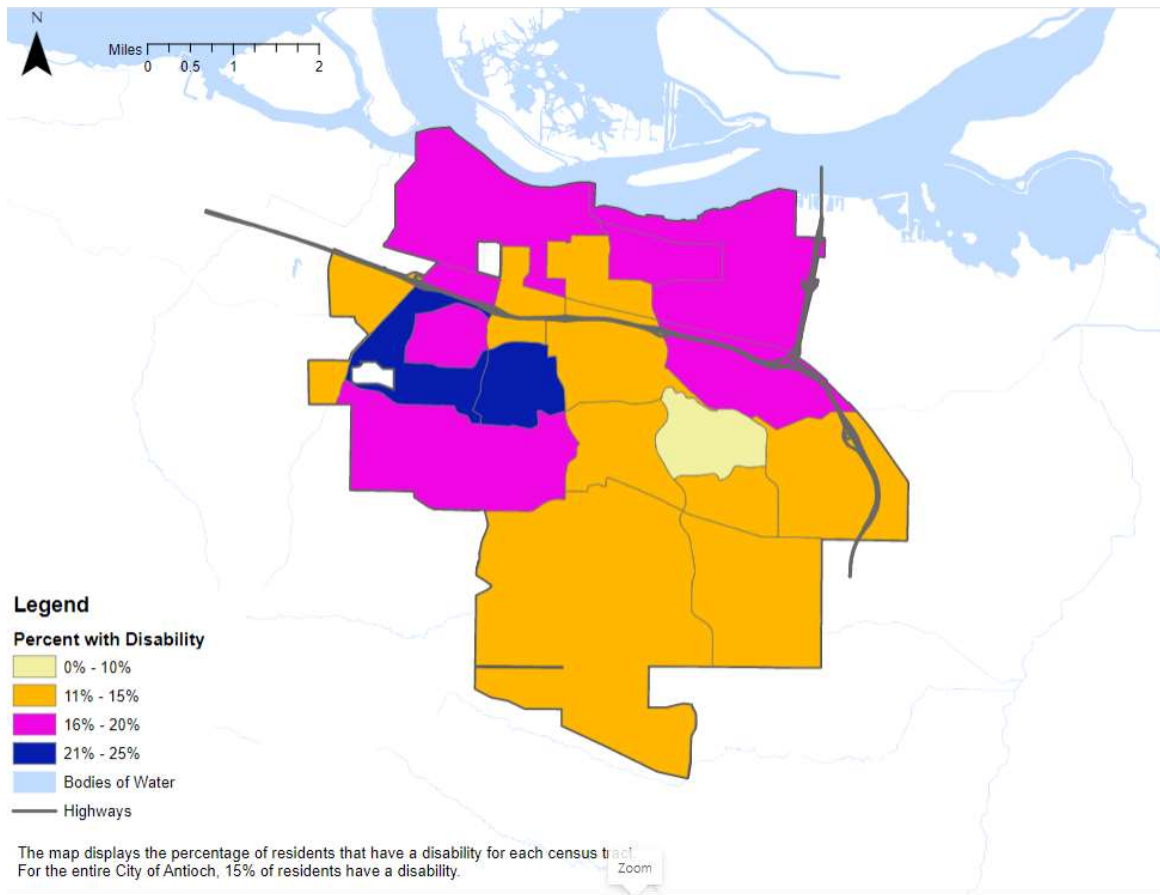 N
Miles
0 0.5 1 2
Legend
Percent with Disability
0% - 10%
11% - 15%
16% - 20%
21% - 25%
Bodies of Water
Highways
The map displays the percentage of residents that have a disability for each census tract.
For the entire City of Antioch, 15% of residents have a disability.
Zoom